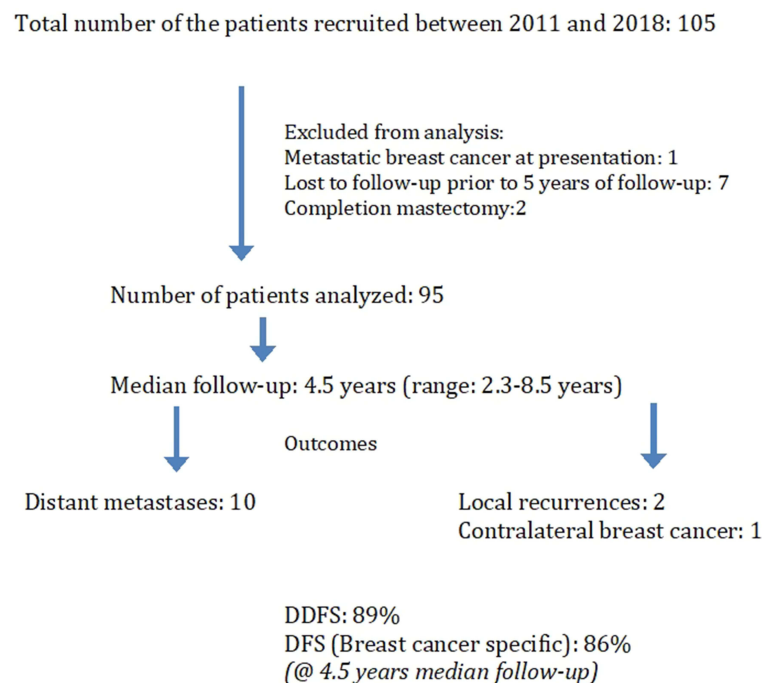 Total number of the patients recruited between 2011 and 2018: 105
Excluded from analysis:
Metastatic breast cancer at presentation: 1
Lost to follow-up prior to 5 years of follow-up: 7
Completion mastectomy:2
Number of patients analyzed: 95
Median follow-up: 4.5 years (range: 2.3-8.5 years)
Outcomes
Distant metastases: 10
Local recurrences: 2
Contralateral breast cancer: 1
DDFS: 89%
DFS (Breast cancer specific): 86%
(@ 4.5 years median follow-up)